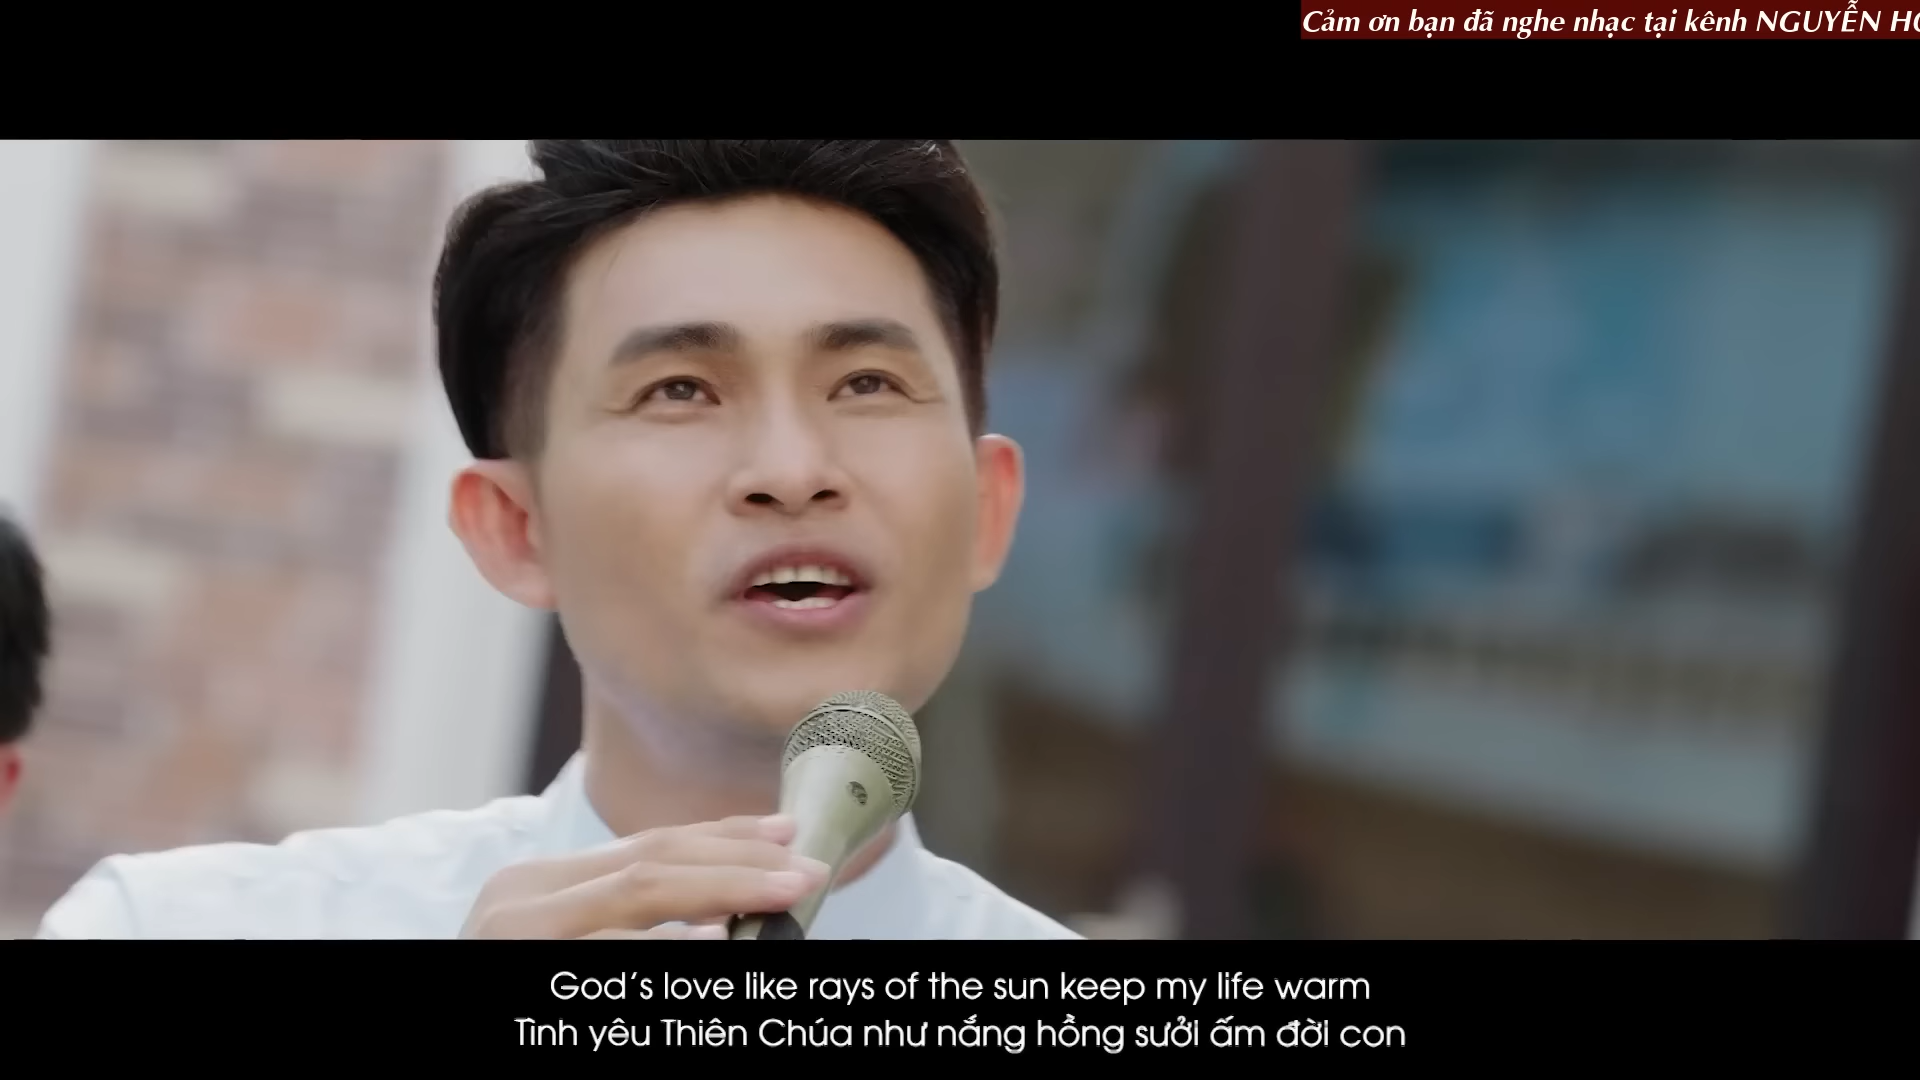 Cảm ơn bạn đã nghe nhạc tại kênh NGUYỄN
God's love like rays of the sun keep my life warm
Tình yêu Thiên Chúa như nắng hồng sưởi ấm đời con